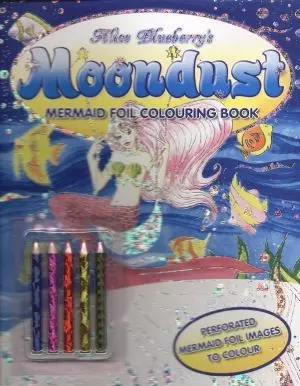 Alice Blueberry's
Moondust
MERMAID FOIL COLOURING BOOK
PERFORATED
MERMAID FOIL IMAGES
TO COLOUR